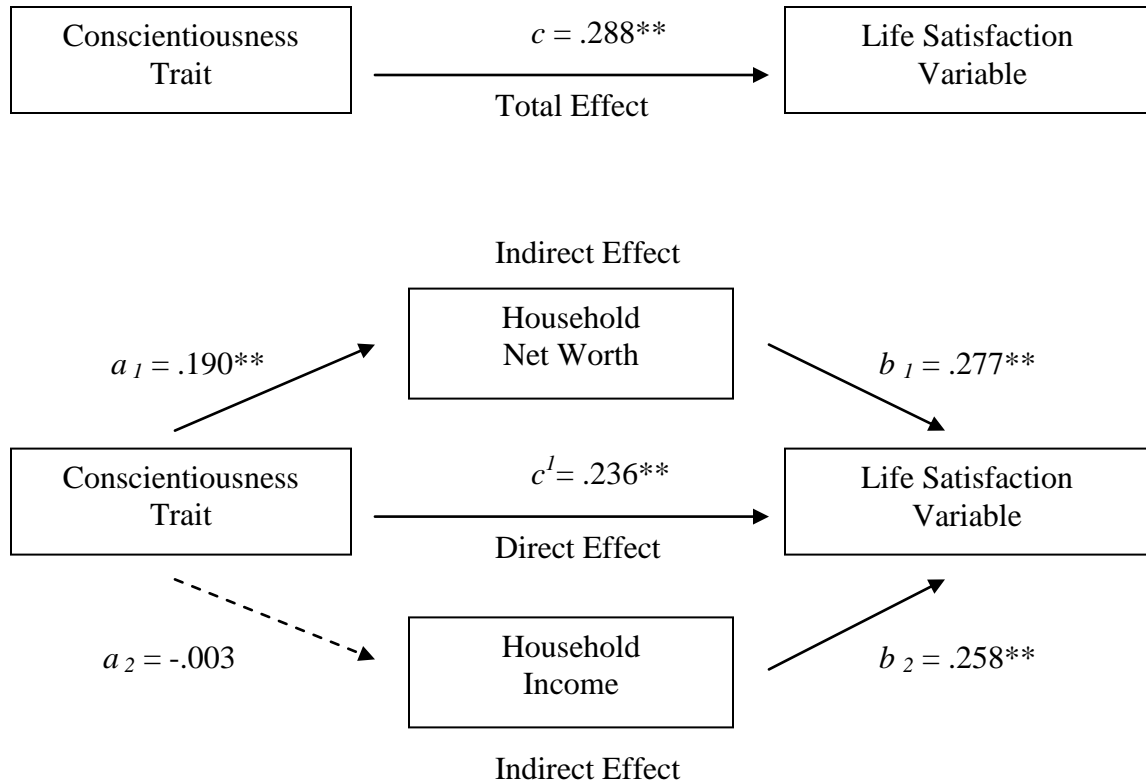 Conscientiousness
Trait
c = .288**
Total Effect
Life Satisfaction
Variable
Indirect Effect
Household
Net Worth
a 1 = .190**
b 1 = .277**
Conscientiousness
Trait
c1= .236**
Direct Effect
Life Satisfaction
Variable
a 2 = -.003
Household
Income
b 2 = .258**
Indirect Effect